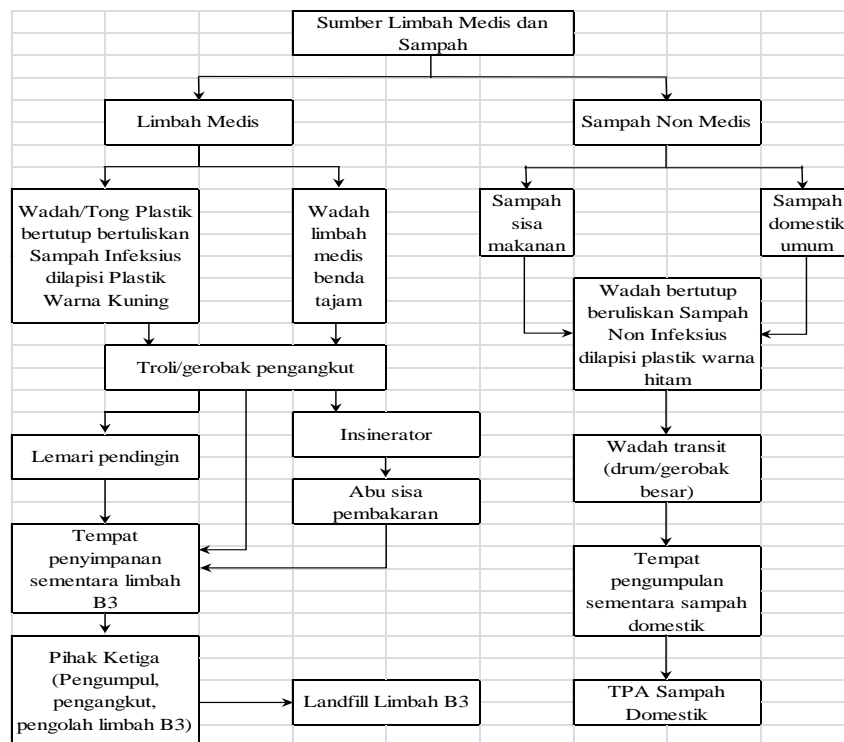 Sumber Limbah Medis dan
Sampah
Limbah Medis
Sampah Non Medis
Wadah/Tong Plastik
bertutup bertuliskan
Sampah Infeksius
dilapisi Plastik
Warna Kuning
Wadah
limbah
medis
benda
tajam
Sampah
sisa
makanan
Sampah
domestik
umum
Wadah bertutup
beruliskan Sampah
Non Infeksius
dilapisi plastik warna
hitam
Troli/gerobak pengangkut
Lemari pendingin
Insinerator
Wadah transit
(drum/gerobak
besar)
Abu sisa
pembakaran
Tempat
penyimpanan
sementara limbah
B3
Tempat
pengumpulan
sementara sampah
domestik
Pihak Ketiga
(Pengumpul,
pengangkut,
pengolah limbah B3)
Landfill Limbah B3
TPA Sampah
Domestik